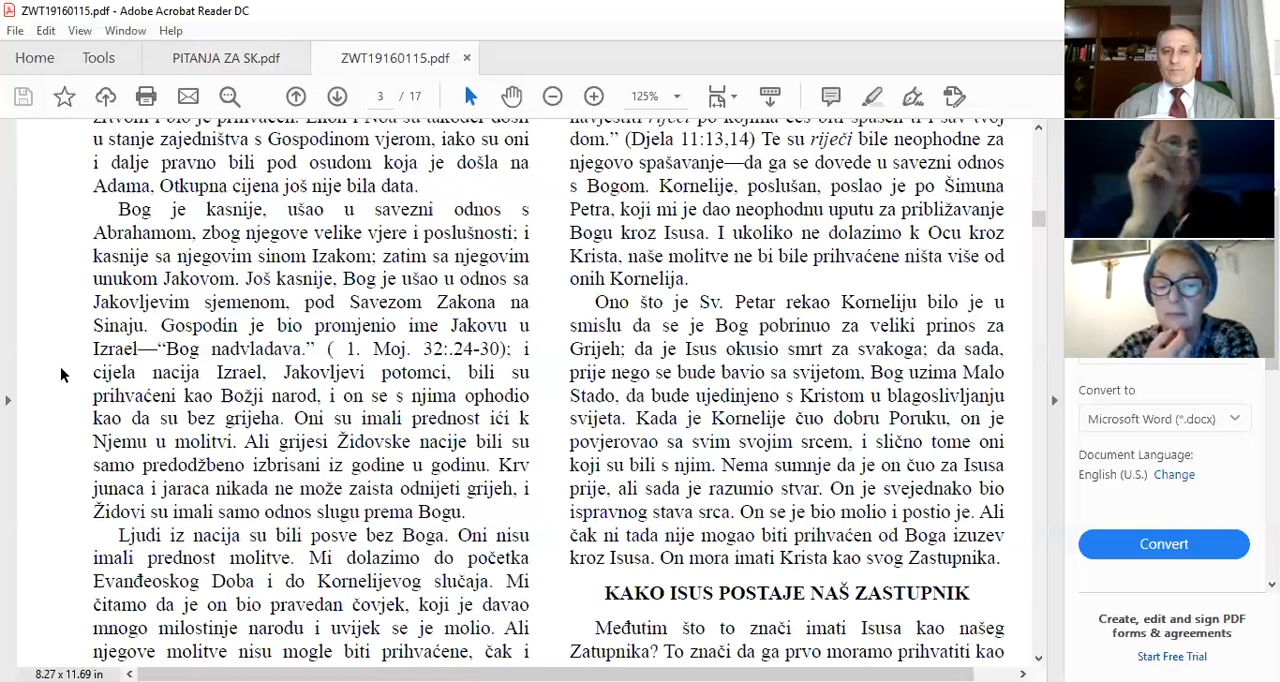 ZWT19160115.pdf - Adobe Acrobat Reader DC
File Edit View Window Help
Home Tools PITANJA ZA SK.pdf ZWT19160115.pdf ×
3 / 17 125%
u stanje zajedništva s Gospodinom vjerom, iako su oni
i dalje pravno bili pod osudom koja je došla na
Adama, Otkupna cijena još nije bila data.
Bog je kasnije, ušao u savezni odnos s
Abrahamom, zbog njegove velike vjere i poslušnosti; i
kasnije sa njegovim sinom Izakom; zatim sa njegovim
unukom Jakovom. Još kasnije, Bog je ušao u odnos sa
Jakovljevim sjemenom, pod Savezom Zakona na
Sinaju. Gospodin je bio promjenio ime Jakovu u
Izrael—“Bog nadvladava.” ( 1. Moj. 32:.24-30); i
cijela nacija Izrael, Jakovljevi potomci, bili su
prihvaćeni kao Božji narod, i on se s njima ophodio
kao da su bez grijeha. Oni su imali prednost ići k
Njemu u molitvi. Ali grijesi Židovske nacije bili su
samo predodžbeno izbrisani iz godine u godinu. Krv
junaca i jaraca nikada ne može zaista odnijeti grijeh, i
Židovi su imali samo odnos slugu prema Bogu.
Ljudi iz nacija su bili posve bez Boga. Oni nisu
imali prednost molitve. Mi dolazimo do početka
Evanđeoskog Doba i do Kornelijevog slučaja. Mi
čitamo da je on bio pravedan čovjek, koji je davao
mnogo milostinje narodu i uvijek se je molio. Ali
njegove molitve nisu mogle biti prihvaćene, čak i
navjestiti riječi po kojima ćeš biti spašen ti i sav tvoj
dom.” (Djela 11:13,14) Te su riječi bile neophodne za
njegovo spašavanje—da ga se dovede u savezni odnos
s Bogom. Kornelije, poslušan, poslao je po Šimuna
Petra, koji mi je dao neophodnu uputu za približavanje
Bogu kroz Isusa. I ukoliko ne dolazimo k Ocu kroz
Krista, naše molitve ne bi bile prihvaćene ništa više od
onih Kornelija.
Ono što je Sv. Petar rekao Korneliju bilo je u
smislu da se je Bog pobrinuo za veliki prinos za
Grijeh; da je Isus okusio smrt za svakoga; da sada,
prije nego se bude bavio sa svijetom, Bog uzima Malo
Stado, da bude ujedinjeno s Kristom u blagoslivljanju
svijeta. Kada je Kornelije čuo dobru Poruku, on je
povjerovao sa svim svojim srcem, i slično tome oni
koji su bili s njim. Nema sumnje da je on čuo za Isusa
prije, ali sada je razumio stvar. On je svejednako bio
ispravnog stava srca. On se je bio molio i postio je. Ali
čak ni tada nije mogao biti prihvaćen od Boga izuzev
kroz Isusa. On mora imati Krista kao svog Zastupnika.
KAKO ISUS POSTAJE NAŠ ZASTUPNIK
Međutim što to znači imati Isusa kao našeg
Zatupnika? To znači da ga prvo moramo prihvatiti kao
8.27 x 11.69 in
Convert to
Microsoft Word (*.docx)
Document Language:
English (U.S.) Change
Convert
Create, edit and sign PDF
forms & agreements
Start Free Trial